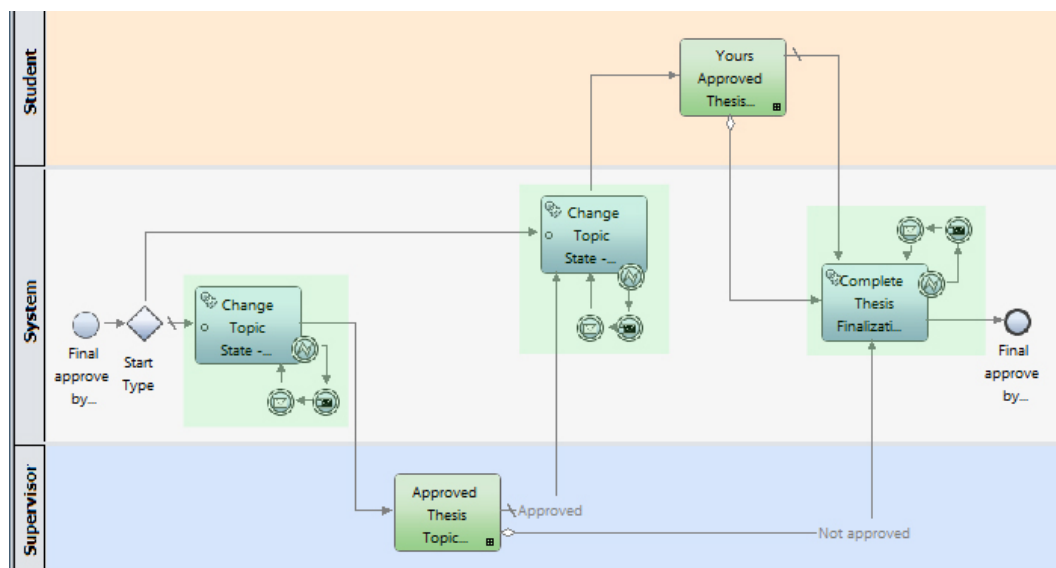 Student
Yours
Approved
Thesis...
System
Final
approve
by...
Start
Type
Change
Topic
State -...
Change
Topic
State -...
Complete
Thesis
Finalizati...
Final
approve
by...
Supervisor
Approved
Thesis
Topic...
Approved
Not approved